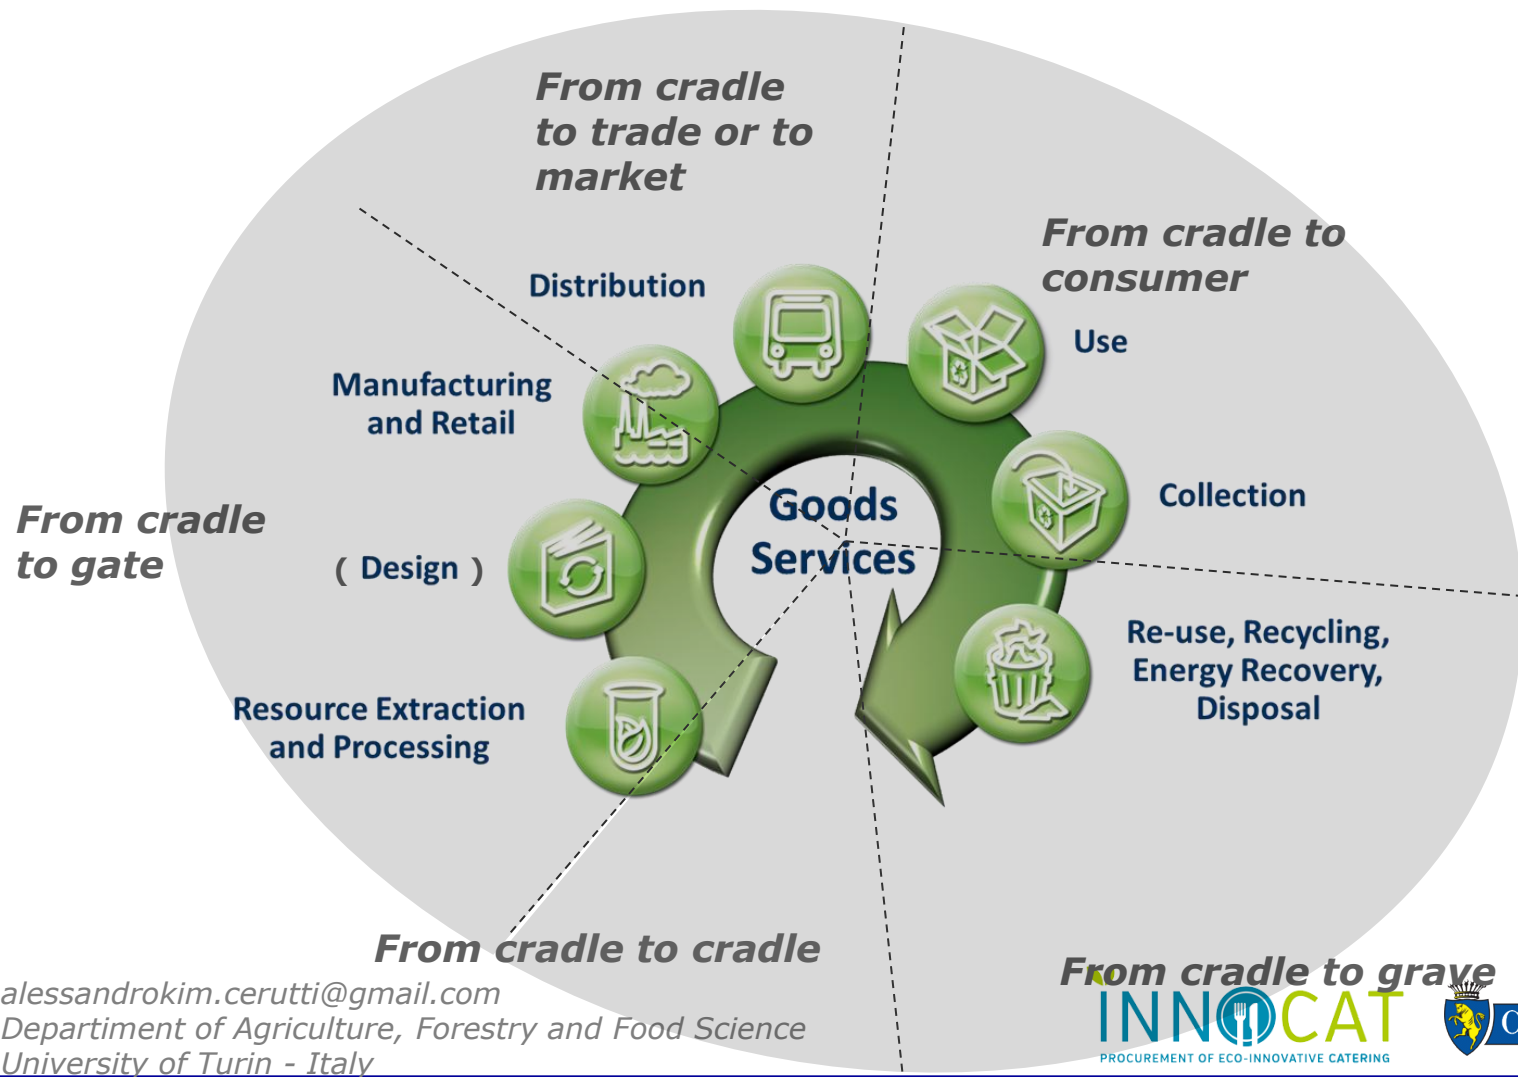 From cradle
to trade or to
market
From cradle to
consumer
Distribution
Use
Manufacturing
and Retail
Goods
Services
Collection
From cradle
to gate
( Design )
Re-use, Recycling,
Energy Recovery,
Disposal
Resource Extraction
and Processing
From cradle to cradle
From cradle to grave
alessandrokim.cerutti@gmail.com
Departiment of Agriculture, Forestry and Food Science
University of Turin - Italy
INNOCAT
PROCUREMENT OF ECO-INNOVATIVE CATERING